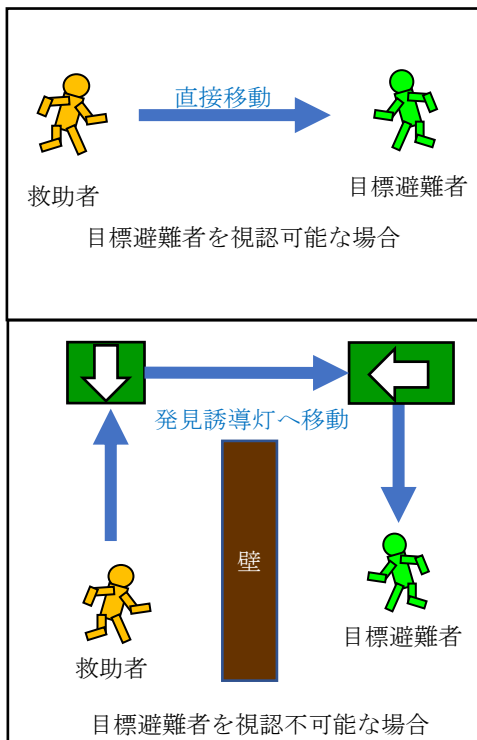 直接移動
救助者
目標避難者
目標避難者を視認可能な場合
発見誘導灯へ移動
壁
救助者
目標避難者
目標避難者を視認不可能な場合